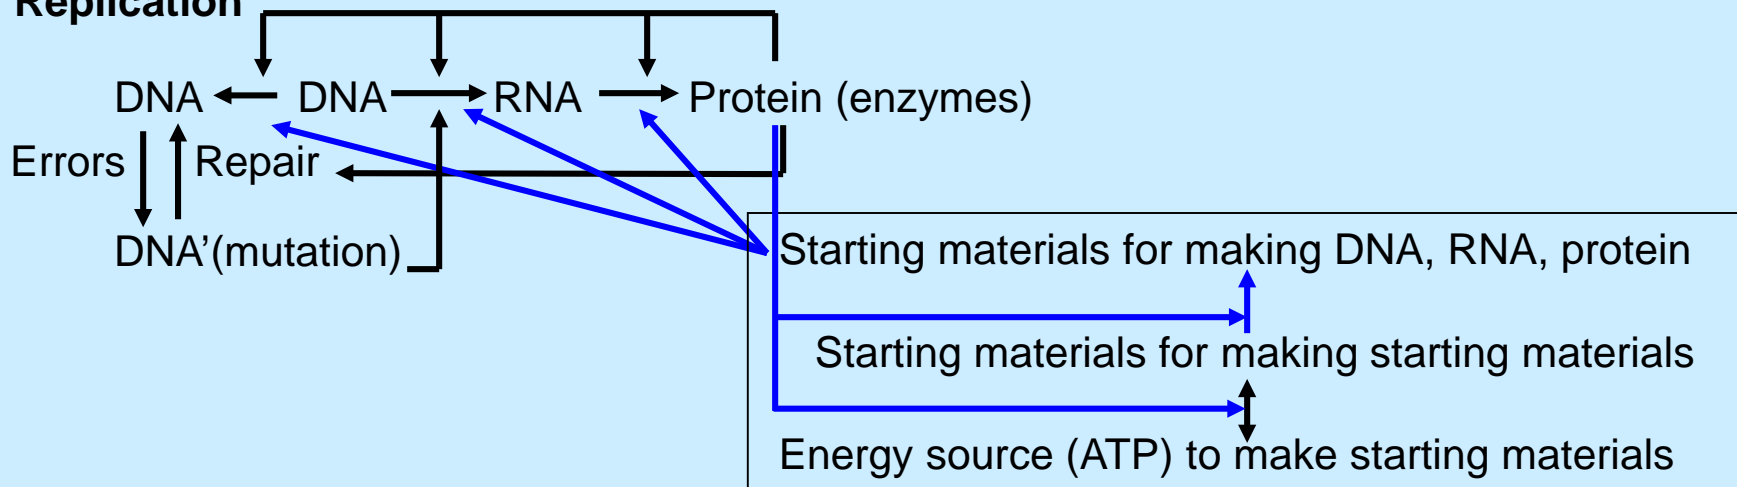 Replication
DNA DNA RNA Protein (enzymes)
Errors Repair
DNA'(mutation)
Starting materials for making DNA, RNA, protein
Starting materials for making starting materials
Energy source (ATP) to make starting materials